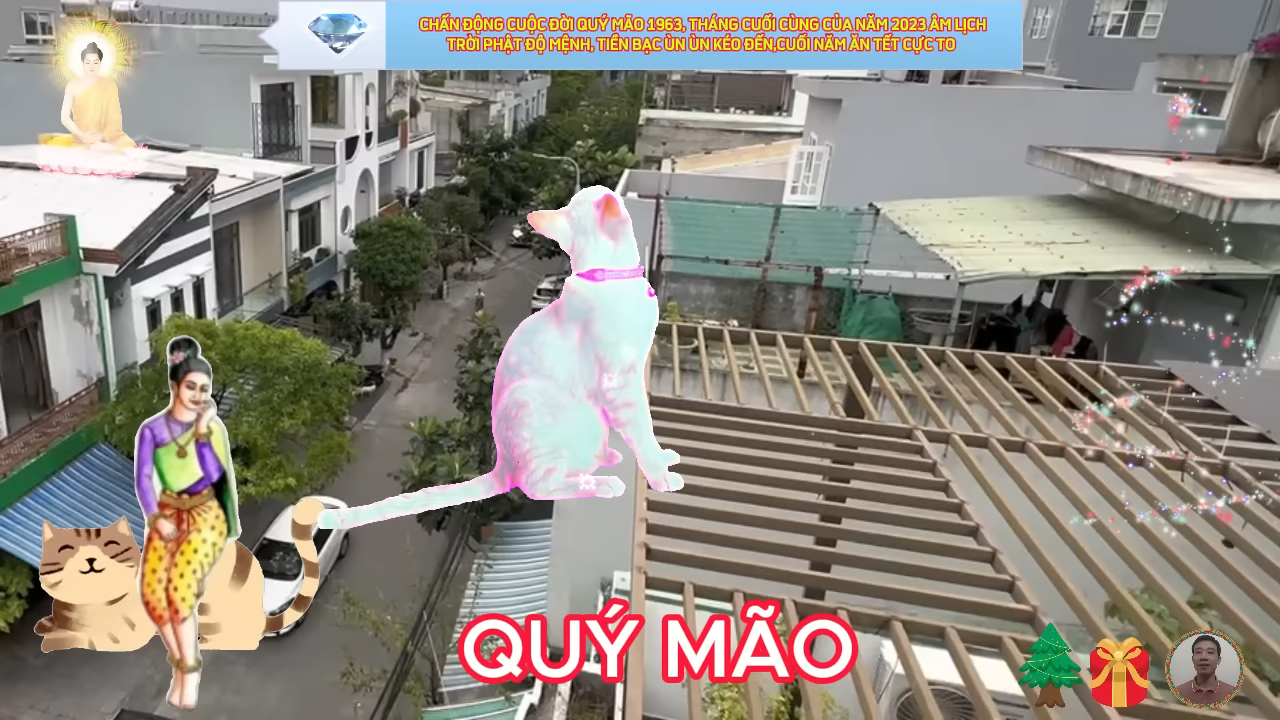 CHẤN ĐỘNG CUỘC ĐỜI QUÝ MÃO 1963, THÁNG CUỐI CÙNG CỦA NĂM 2023 ÂM LỊCH
TRỜI PHẬT ĐỘ MỆNH, TIỀN BẠC ÙN ÙN KÉO ĐẾN,CUỐI NĂM ĂN TẾT CỰC TO
QUÝ MÃO